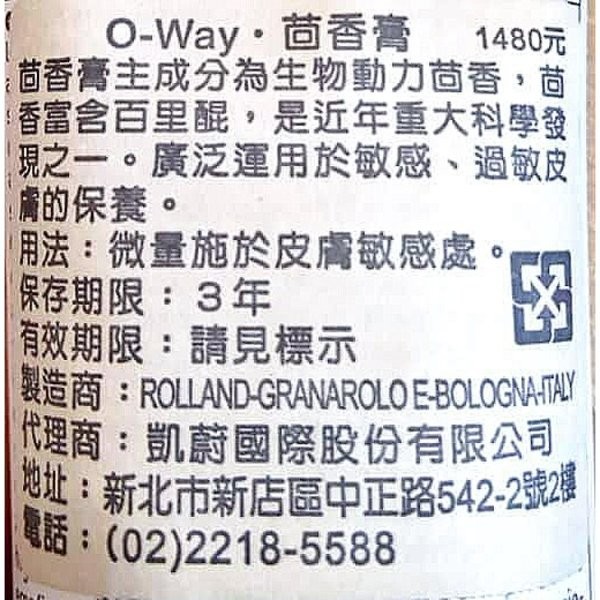 O-Way・茴香膏 1480元
茴香膏主成分為生物動力茴香，茴
香富含百里醌，是近年重大科學發
現之一。廣泛運用於敏感、過敏皮
膚的保養。
用法：微量施於皮膚敏感處。
保存期限：3年
有效期限：請見標示
製造商：ROLLAND-GRANAROLO E-BOLOGNA-ITALY
代理商：凱蔚國際股份有限公司
地址：新北市新店區中正路542-2號2樓
電話：(02)2218-5588